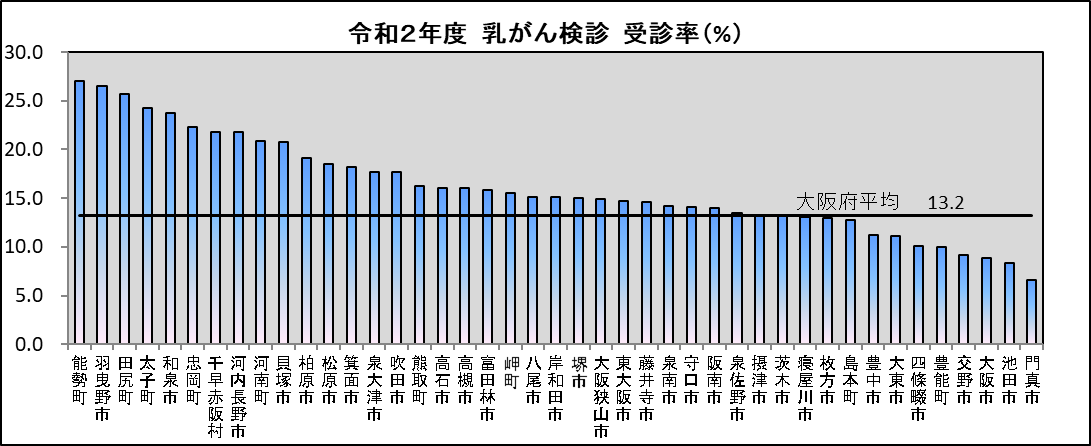 令和2年度 乳がん検診 受診率(%)
30.0
25.0
20.0
15.0
10.0
5.0
0.0
大阪府平均 13.2
能勢町
羽曳野市
田尻町
太子町
和泉市
忠岡町
千早赤阪村
河内長野市
河南町
貝塚市
柏原市
松原市
箕面市
泉大津市
吹田市
熊取町
高石市
高槻市
富田林市
岬町
八尾市
岸和田市
堺市
大阪狭山市
東大阪市
藤井寺市
泉南市
守口市
阪南市
泉佐野市
摂津市
茨木市
寝屋川市
枚方市
島本町
豊中市
大東市
四條畷市
豊能町
交野市
大阪市
池田市
門真市